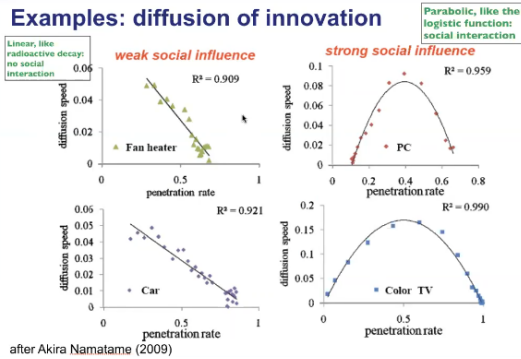 Examples: diffusion of innovation
Parabolic, like the
logistic function:
social interaction
Linear, like
radioactive decay:
no social
interaction
weak social influence
strong social influence
0.06
0.04
0.02
0
diffusion speed
R² = 0.909
Fan heater
0
0.5
1
penetration rate
0.1
0.08
0.06
0.04
0.02
0
diffusion speed
R² = 0.959
PC
0
0.2
0.4
0.6
0.8
penetration rate
0.06
0.05
0.04
0.03
0.02
0.01
0
diffusion speed
R² = 0.921
Car
0
0.5
1
penetration rate
0.2
0.15
0.1
0.05
0
diffusion speed
R² = 0.990
Color TV
0
0.5
1
penetration rate
after Akira Namatame (2009)